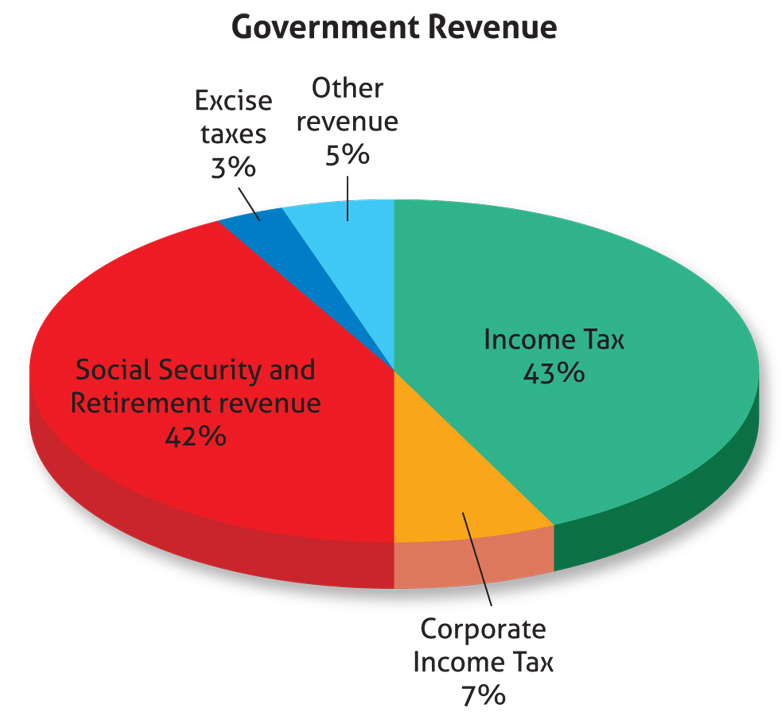 Government Revenue
Excise
taxes
3%
Other
revenue
5%
Income Tax
43%
Social Security and
Retirement revenue
42%
Corporate
Income Tax
7%